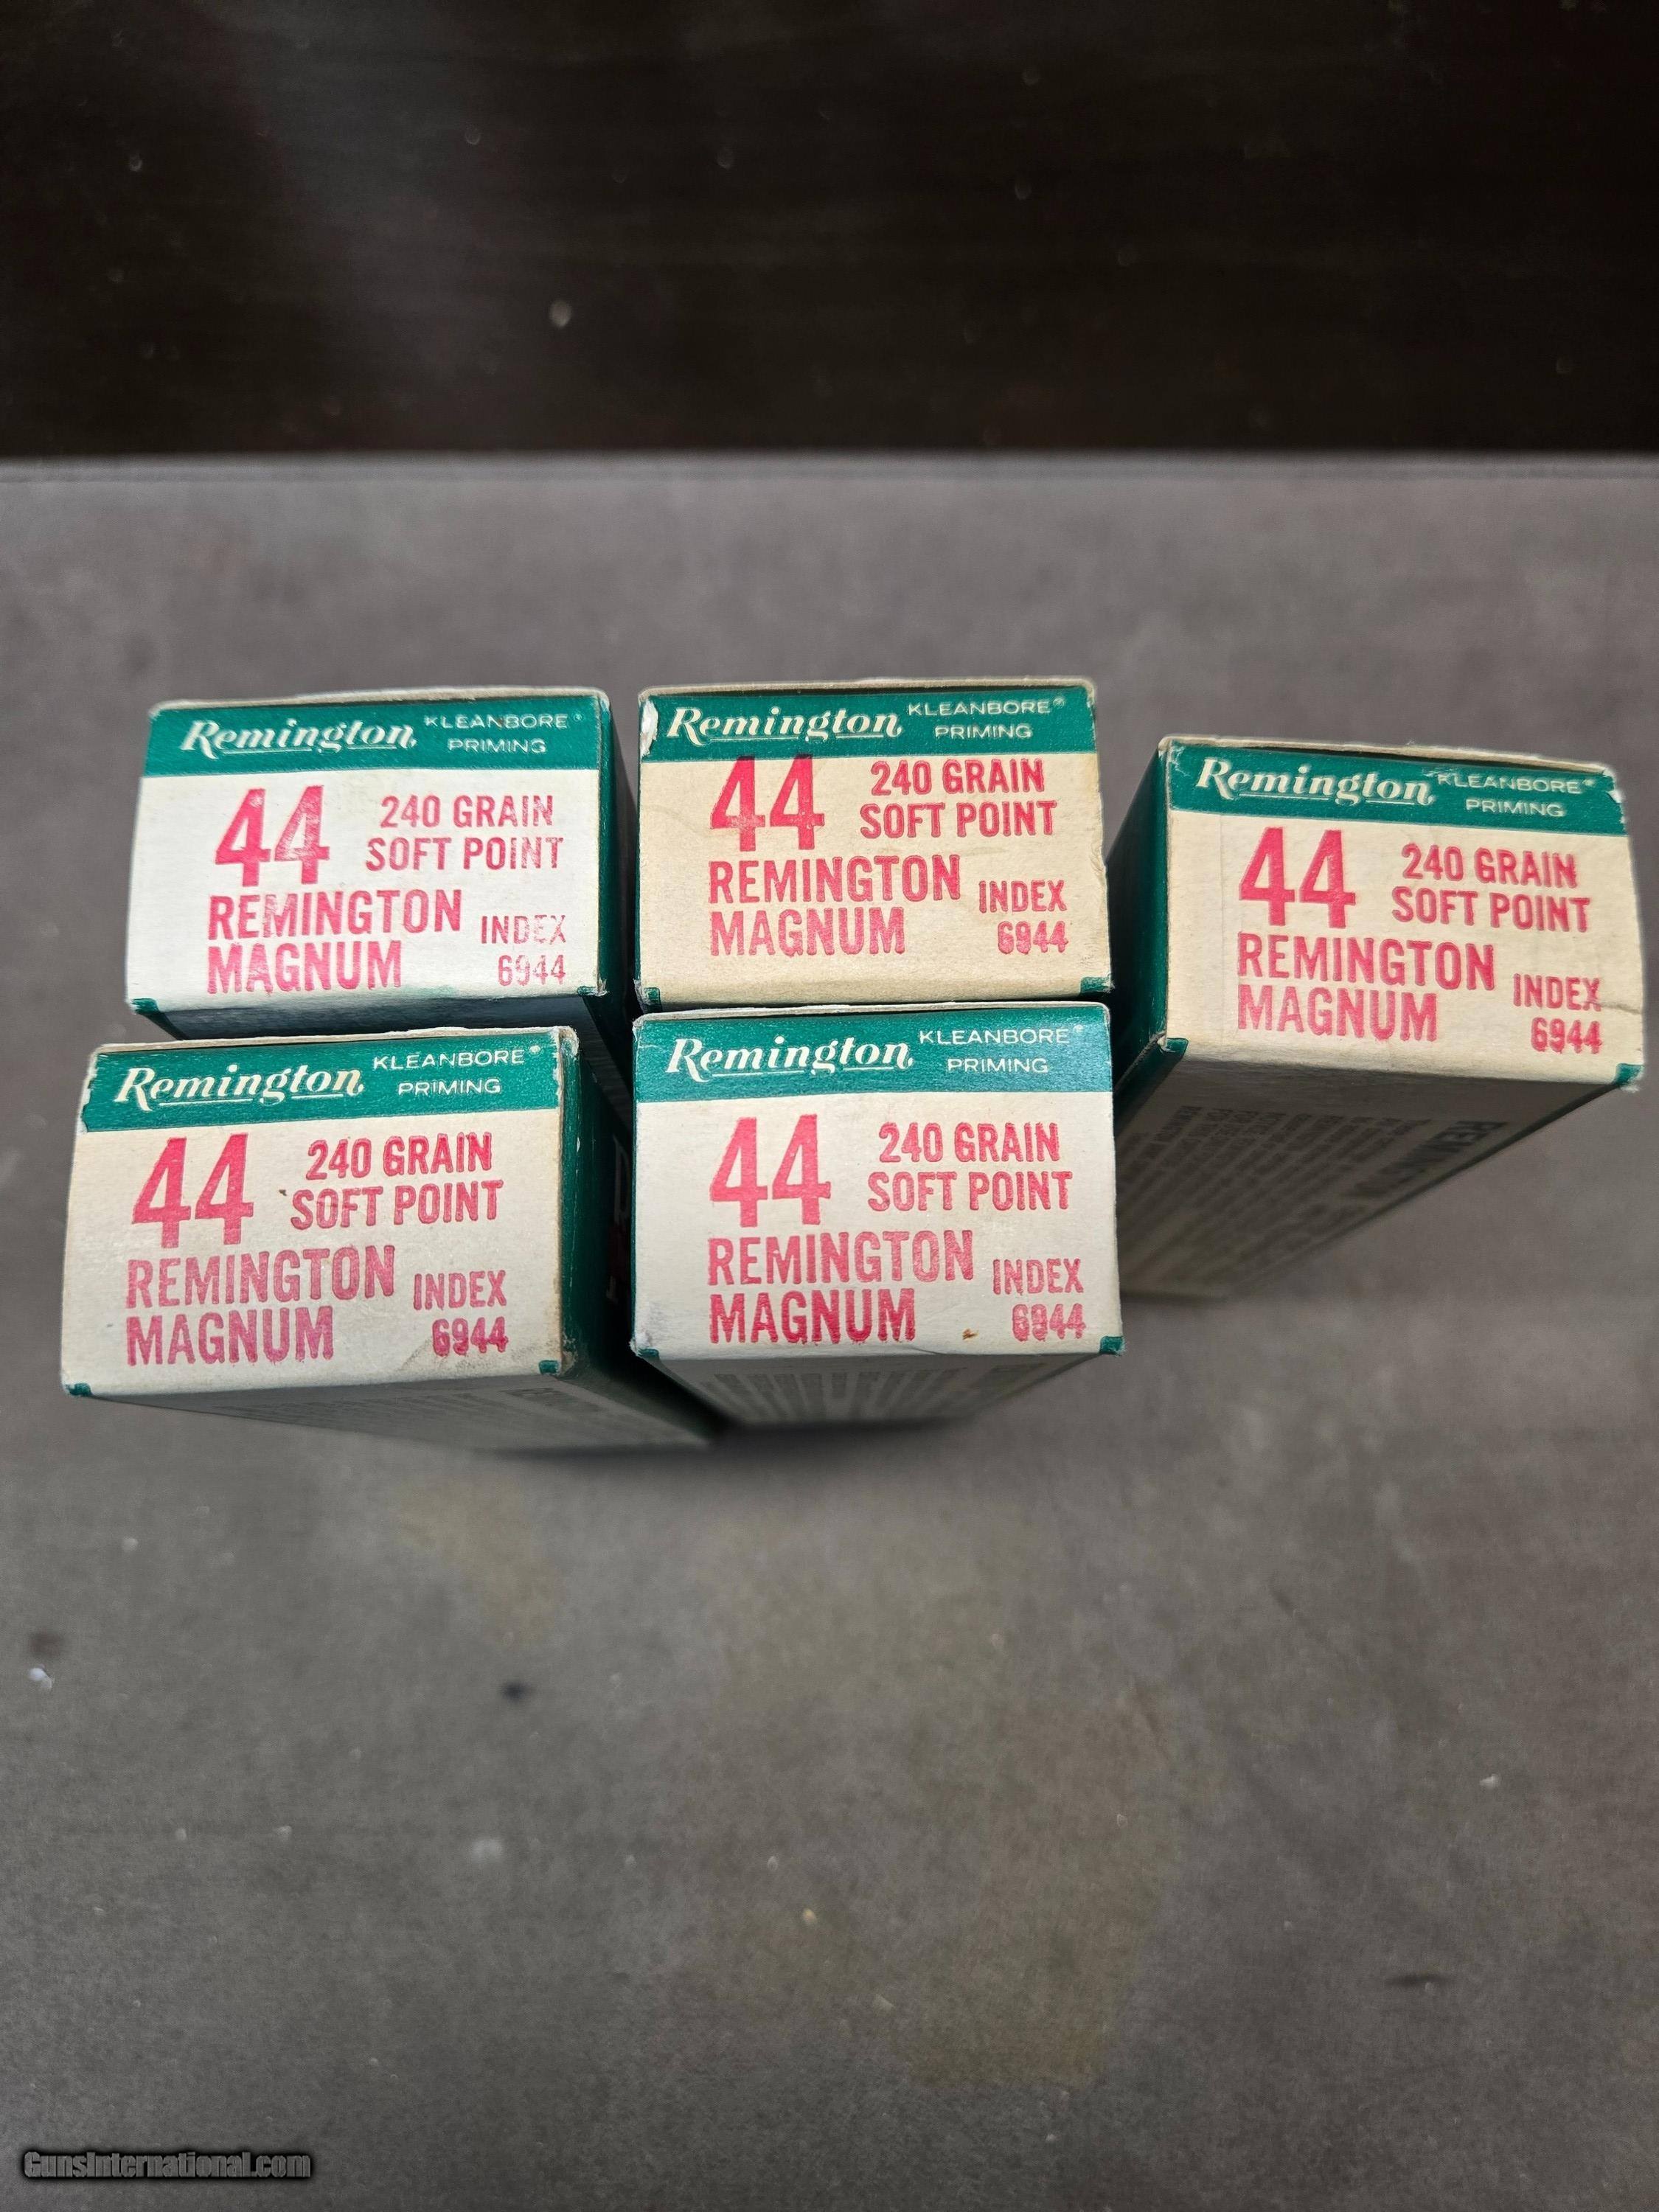 Remington KLEANBORE®
PRIMING
44 240 GRAIN
SOFT POINT
REMINGTON
MAGNUM
INDEX
6944
Remington KLEANBORE®
PRIMING
44 240 GRAIN
SOFT POINT
REMINGTON
MAGNUM
INDEX
6944
Remington KLEANBORE®
PRIMING
44 240 GRAIN
SOFT POINT
REMINGTON
MAGNUM
INDEX
6944
Remington KLEANBORE®
PRIMING
44 240 GRAIN
SOFT POINT
REMINGTON
MAGNUM
INDEX
6944
Remington KLEANBORE®
PRIMING
44 240 GRAIN
SOFT POINT
REMINGTON
MAGNUM
INDEX
6944
GunsInternational.com